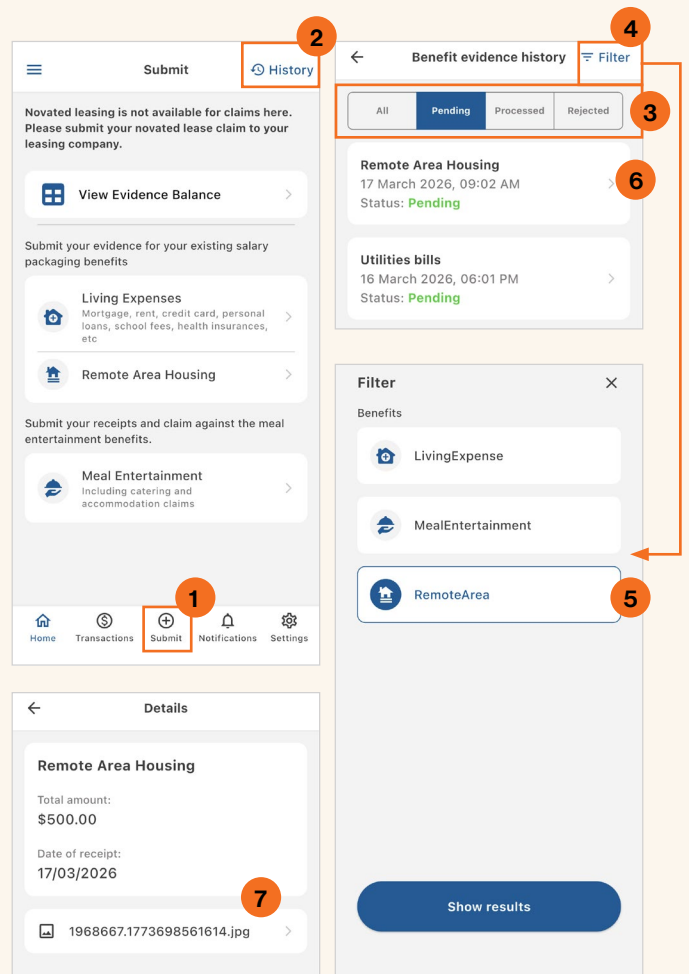 2
Submit
History
Novated leasing is not available for claims here.
Please submit your novated lease claim to your
leasing company.
View Evidence Balance
Submit your evidence for your existing salary
packaging benefits
Living Expenses
Mortgage, rent, credit card, personal
loans, school fees, health insurances,
etc
Remote Area Housing
Submit your receipts and claim against the meal
entertainment benefits.
Meal Entertainment
Including catering and
accommodation claims
1
Home
Transactions
Submit
Notifications
Settings
4
Benefit evidence history
Filter
All
Pending
Processed
Rejected
3
Remote Area Housing
17 March 2026, 09:02 AM
Status: Pending
6
Utilities bills
16 March 2026, 06:01 PM
Status: Pending
Filter
Benefits
LivingExpense
MealEntertainment
RemoteArea
5
Show results
Details
Remote Area Housing
Total amount:
$500.00
Date of receipt:
17/03/2026
7
1968667.1773698561614.jpg